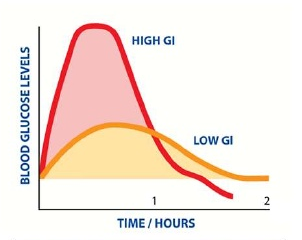 HIGH GI
BLOOD GLUCOSE LEVELS
LOW GI
1
2
TIME / HOURS